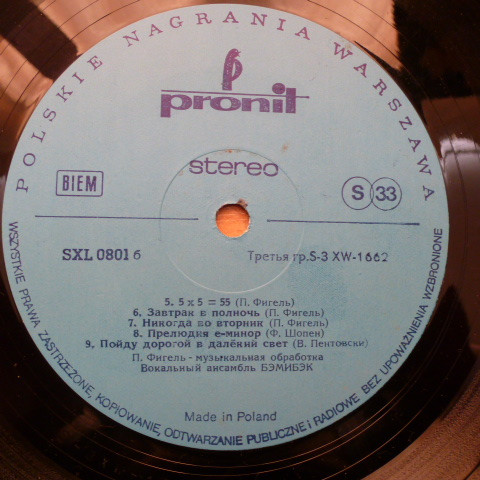 POLSKIE NAGRANIA WARSZAWA
pronit
stereo
BIEM
S 33
SXL 0801 б
Третья гр. S-3 XW-1662
5. 5 х 5 = 55 (П. Фигель)
6. Завтрак в полночь (П. Фигель)
7. Никогда во вторник (П. Фигель)
8. Прелюдия е-минор (Ф. Шопен)
9. Пойду дорогой в далёкий свет (В. Пентовски)
П. Фигель - музыкальная обработка
Вокальный ансамбль БЭМИБЭК
Made in Poland
WSZYSTKIE PRAWA ZASTRZEŻONE, KOPIOWANIE, ODTWARZANIE PUBLICZNE I RADIOWE BEZ UPOWAŻNIENIA WZBRONIONE